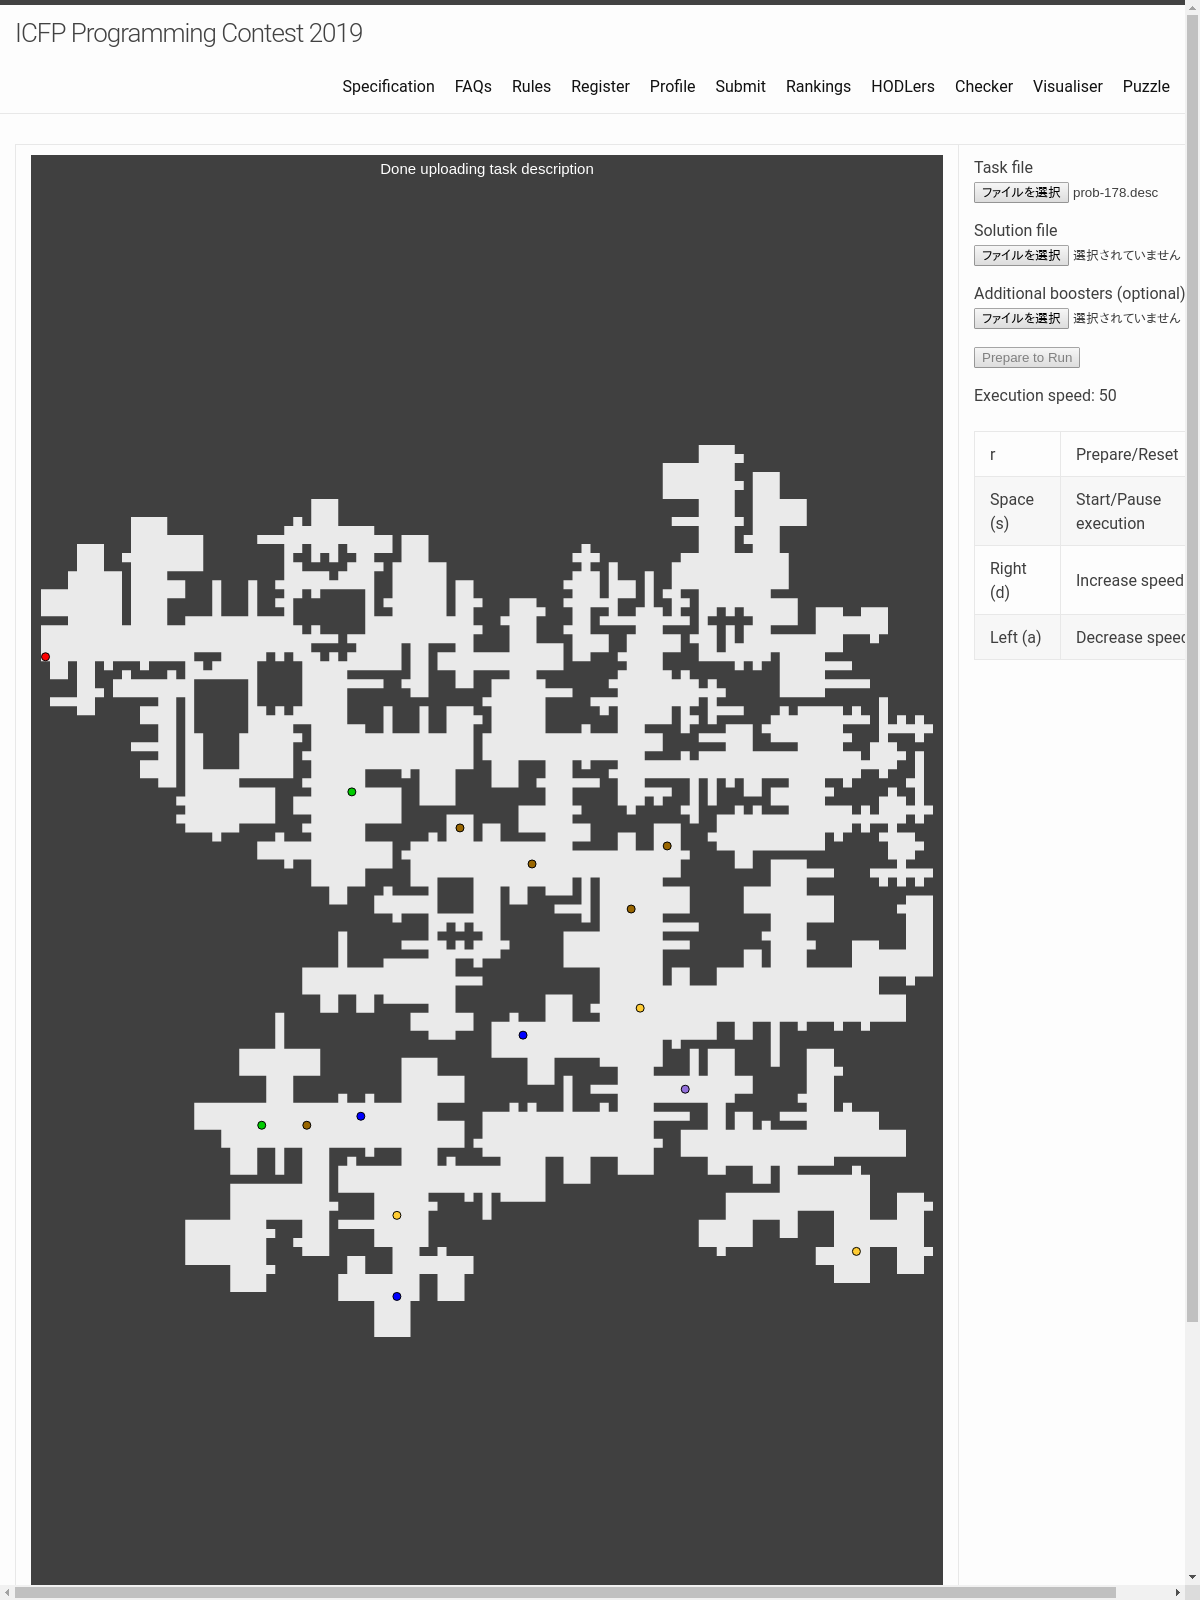 ICFP Programming Contest 2019
Specification FAQs Rules Register Profile Submit Rankings HODLers Checker Visualiser Puzzle
Done uploading task description
Task file
ファイルを選択 prob-178.desc
Solution file
ファイルを選択 選択されていません
Additional boosters (optional)
ファイルを選択 選択されていません
Prepare to Run
Execution speed: 50
r Prepare/Reset
Space (s) Start/Pause execution
Right (d) Increase speed
Left (a) Decrease speed